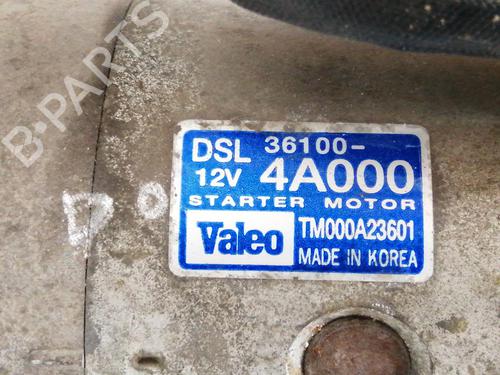 B-PARTS
DSL 36100-
12V 4A000
STARTER MOTOR
Valeo TM000A23601
MADE IN KOREA